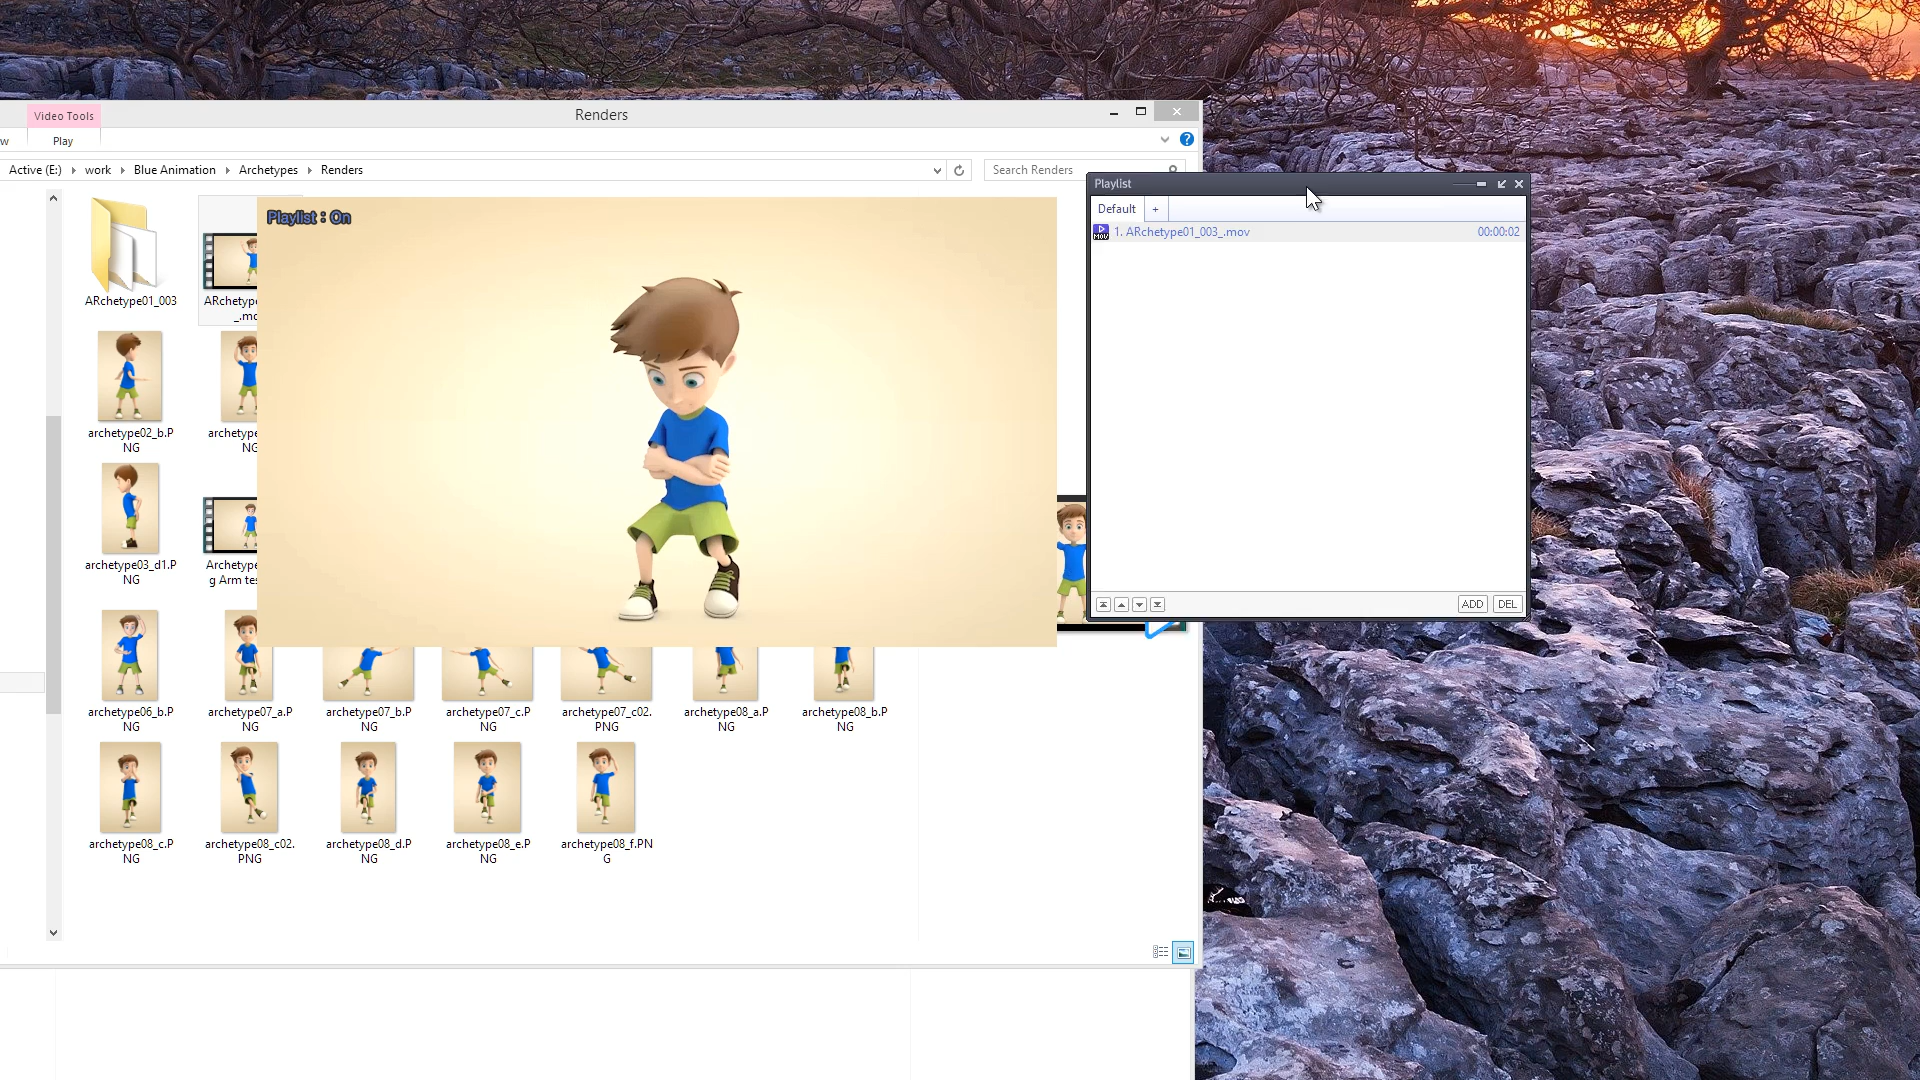 Video Tools
Renders
w
Play
Active (E:) work Blue Animation Archetypes Renders
Search Renders
Playlist
Default +
1. ARchetype01_003_.mov 00:00:02
Playlist : On
ARchetype01_003
archetype02_b.P
NG
archetype03_d1.P
NG
archetype06_b.P
NG
archetype07_a.P
NG
archetype07_b.P
NG
archetype07_c.P
NG
archetype07_c02.
PNG
archetype08_a.P
NG
archetype08_b.P
NG
archetype08_c.P
NG
archetype08_c02.
PNG
archetype08_d.P
NG
archetype08_e.P
NG
archetype08_f.PN
G
ADD DEL